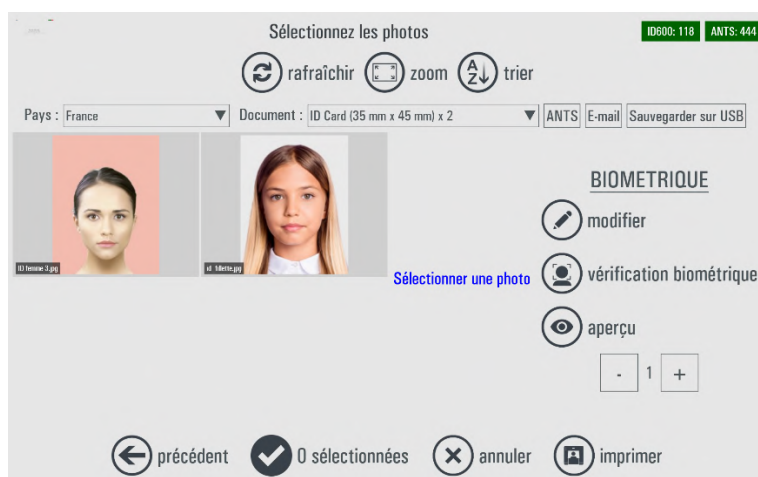 Sélectionnez les photos
ID600: 118 ANTS: 444
rafraîchir zoom A Z trier
Pays : France Document : ID Card (35 mm x 45 mm) x 2 ANTS E-mail Sauvegarder sur USB
BIOMETRIQUE
modifier
ID femme 3.jpg id fillette.jpg
Sélectionner une photo
vérification biométrique
aperçu
- 1 +
précédent 0 sélectionnées annuler imprimer